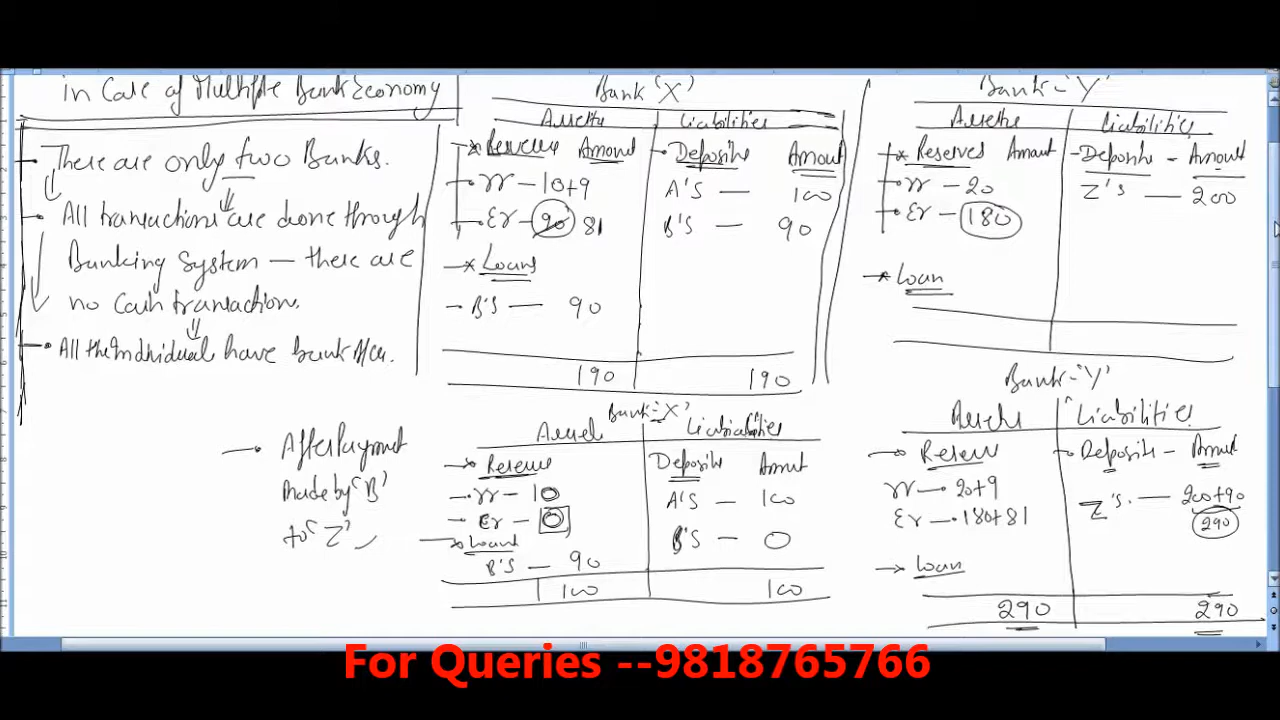 in Case of Multiple Bank Economy
There are only two Banks.
All transactions are done through
Banking System — there are
no Cash transaction.
All the Individuals have Bank A/cs.
Bank 'X'
Assets Liabilities
* Reserves Amount - Deposits Amount
rr — 10+9 A'S — 100
Er — 90 81 B'S — 90
* Loans
- B'S — 90
190 190
Bank - 'Y'
Assets Liabilities
* Reserves Amount - Deposits - Amount
rr — 20 Z's — 200
Er — 180
* Loan
After Payment
made by 'B'
to 'Z'
Bank - 'X'
Assets Liabilities
Reserve Deposits Amount
rr — 10 A'S — 100
Er — 0 B'S — 0
Loans
B'S — 90
100 100
Bank - 'Y'
Assets Liabilities
Reserve Deposits - Amount
rr — 20+9 Z's. — 200+90
Er — 180+81 290
Loan
290 290
For Queries --9818765766